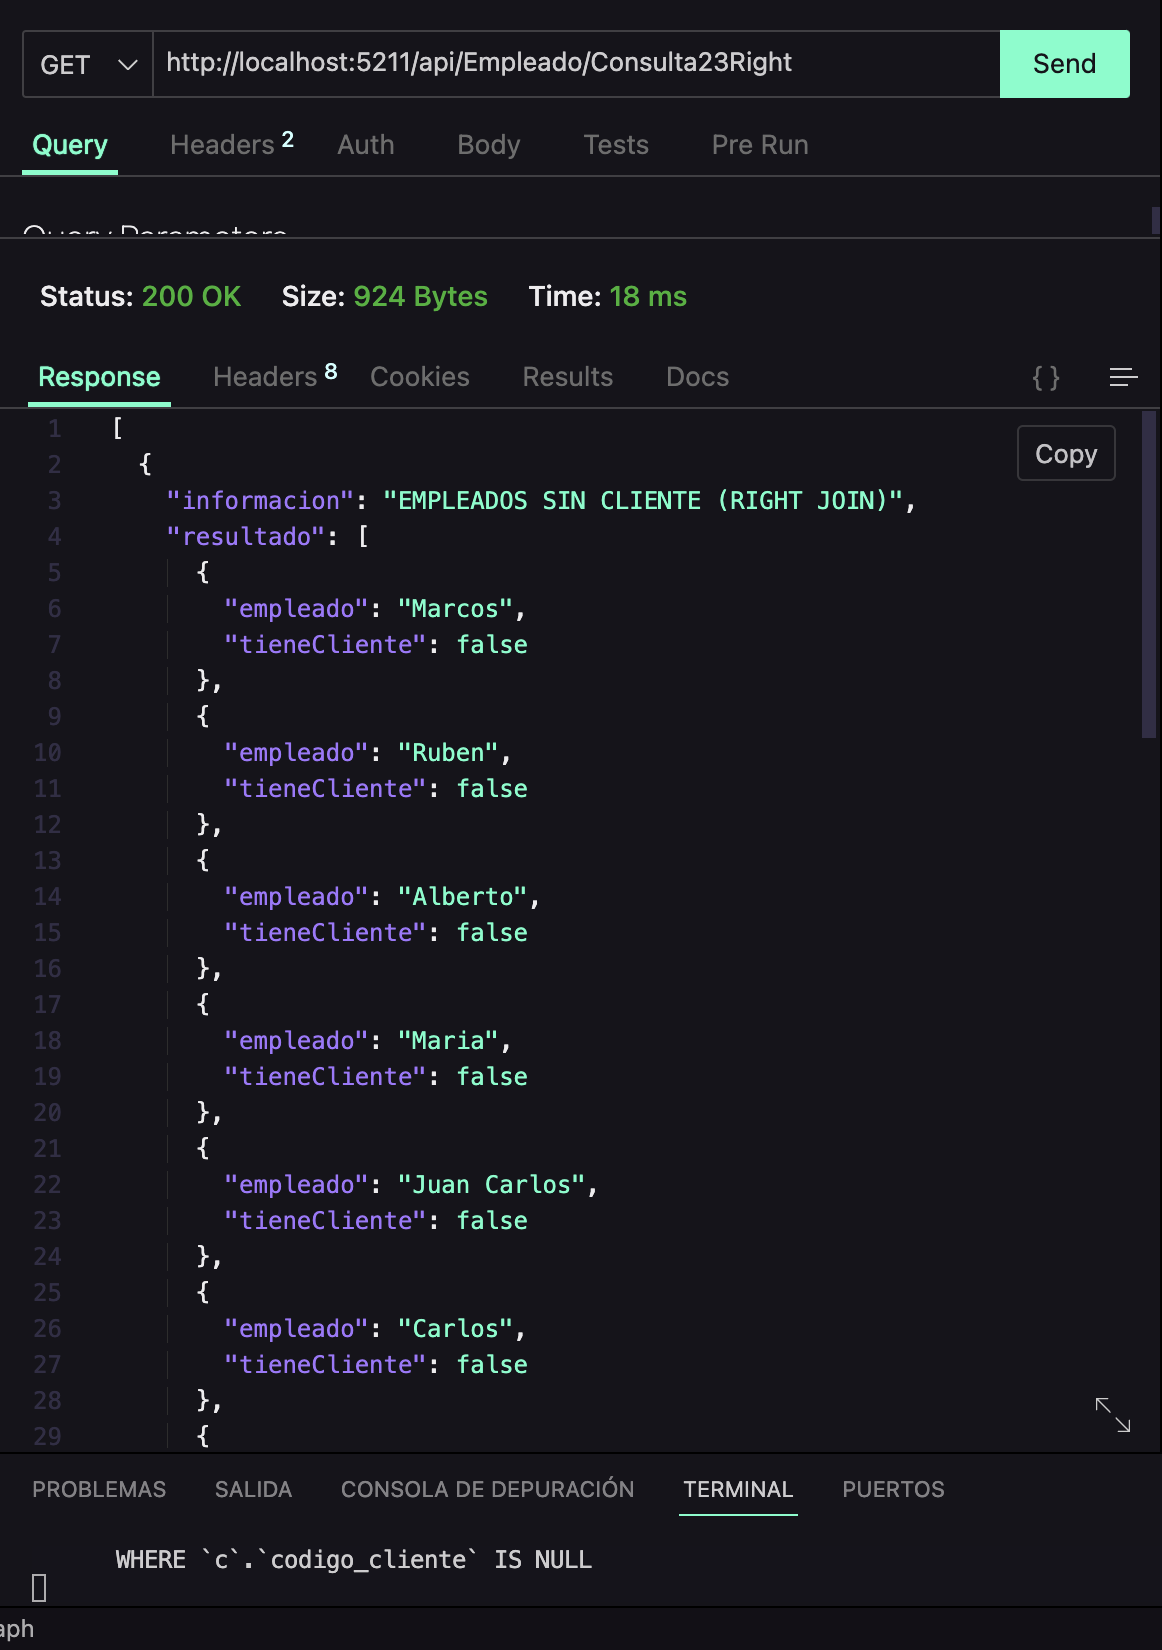 GET http://localhost:5211/api/Empleado/Consulta23Right Send
Query Headers 2 Auth Body Tests Pre Run
Query Parameters
Status: 200 OK Size: 924 Bytes Time: 18 ms
Response Headers 8 Cookies Results Docs { }
Copy
1 [
2 {
3 "informacion": "EMPLEADOS SIN CLIENTE (RIGHT JOIN)",
4 "resultado": [
5 {
6 "empleado": "Marcos",
7 "tieneCliente": false
8 },
9 {
10 "empleado": "Ruben",
11 "tieneCliente": false
12 },
13 {
14 "empleado": "Alberto",
15 "tieneCliente": false
16 },
17 {
18 "empleado": "Maria",
19 "tieneCliente": false
20 },
21 {
22 "empleado": "Juan Carlos",
23 "tieneCliente": false
24 },
25 {
26 "empleado": "Carlos",
27 "tieneCliente": false
28 },
29 {
PROBLEMAS SALIDA CONSOLA DE DEPURACIÓN TERMINAL PUERTOS
WHERE `c`.`codigo_cliente` IS NULL
aph